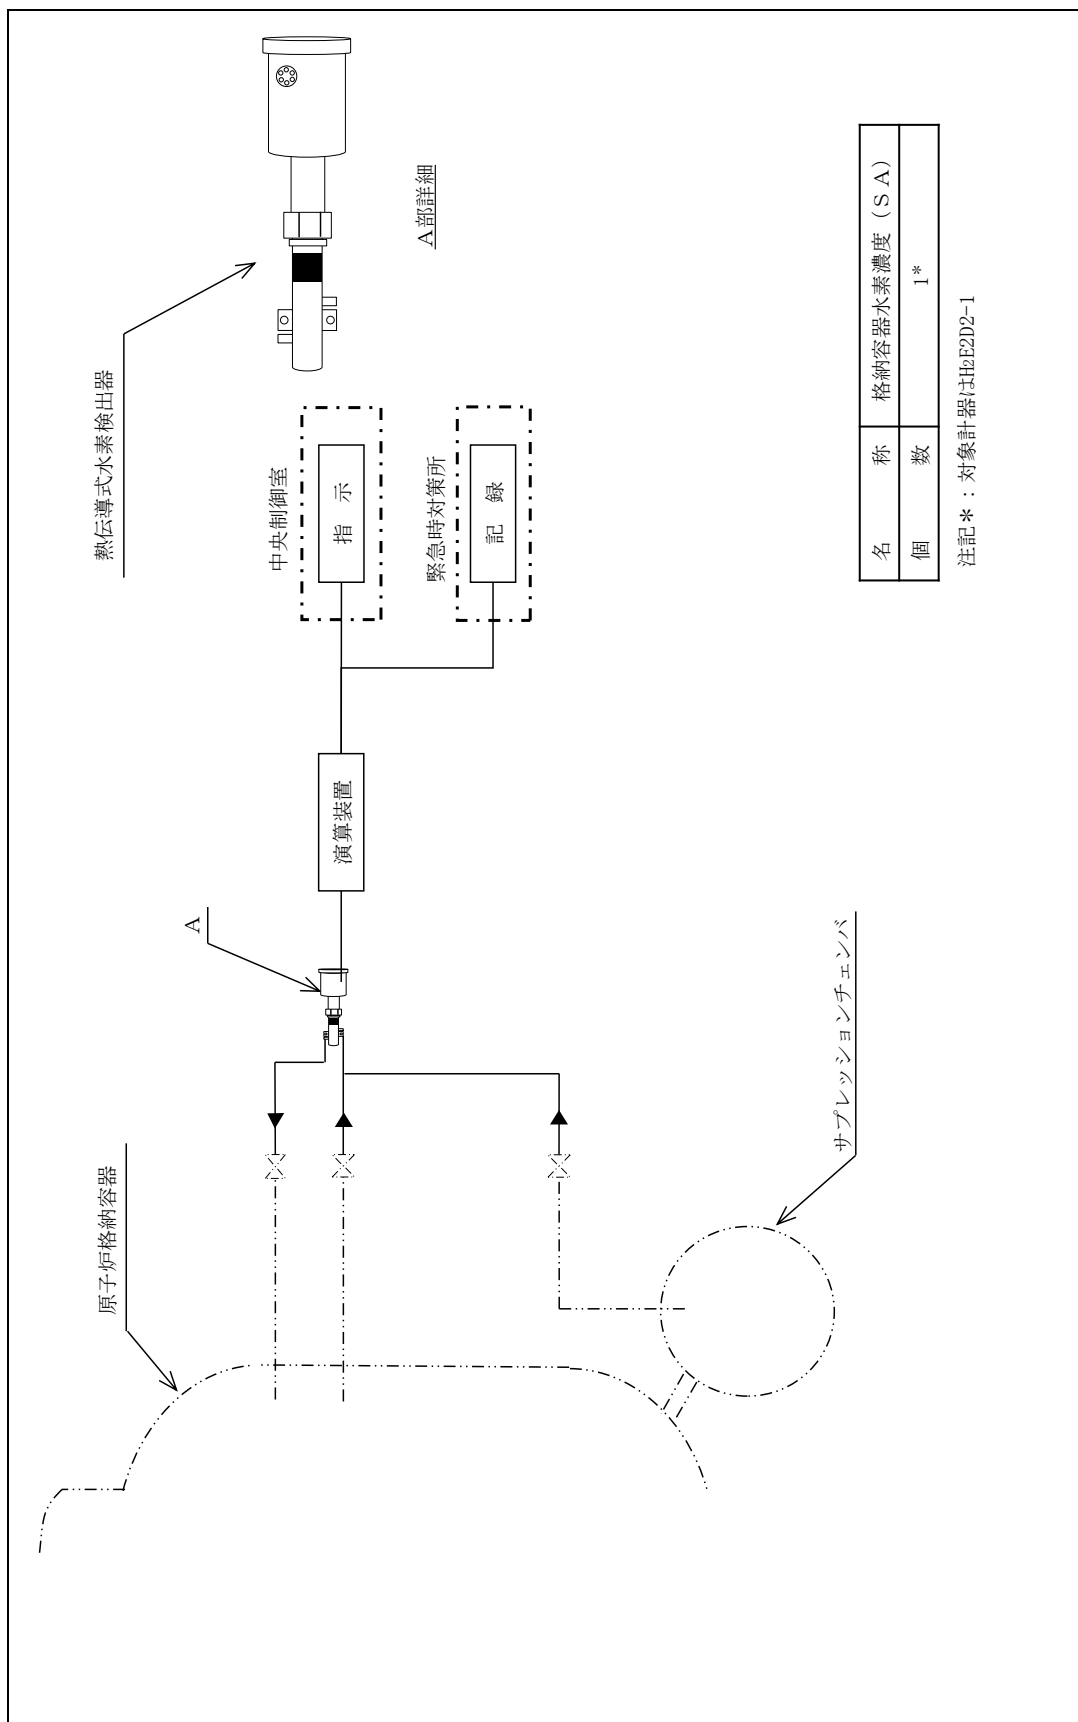 原子炉格納容器
サプレッションチェンバ
A
演算装置
中央制御室
指示
緊急時対策所
記録
熱伝導式水素検出器
A部詳細
名称 格納容器水素濃度（ＳＡ）
個数 1*
注記＊：対象計器はH2E2D2-1